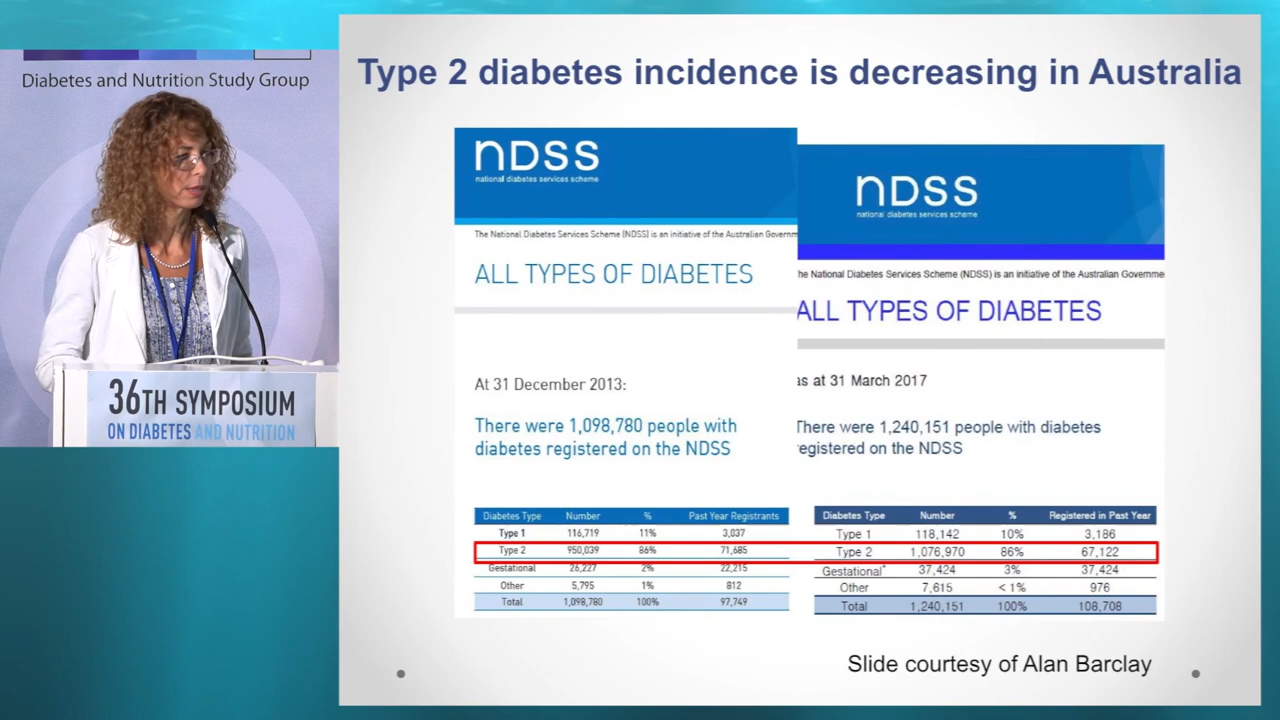 Diabetes and Nutrition Study Group
36TH SYMPOSIUM
ON DIABETES AND NUTRITION
Type 2 diabetes incidence is decreasing in Australia
NDSS
national diabetes services scheme
The National Diabetes Services Scheme (NDSS) is an initiative of the Australian Governm
ALL TYPES OF DIABETES
At 31 December 2013:
There were 1,098,780 people with
diabetes registered on the NDSS
Diabetes Type Number % Past Year Registrants
Type 1 116,719 11% 3,037
Type 2 950,039 86% 71,685
Gestational 26,227 2% 22,215
Other 5,795 1% 812
Total 1,098,780 100% 97,749
NDSS
national diabetes services scheme
he National Diabetes Services Scheme (NDSS) is an initiative of the Australian Governme
ALL TYPES OF DIABETES
as at 31 March 2017
There were 1,240,151 people with diabetes
registered on the NDSS
Diabetes Type Number % Registered in Past Year
Type 1 118,142 10% 3,186
Type 2 1,076,970 86% 67,122
Gestational* 37,424 3% 37,424
Other 7,615 < 1% 976
Total 1,240,151 100% 108,708
Slide courtesy of Alan Barclay